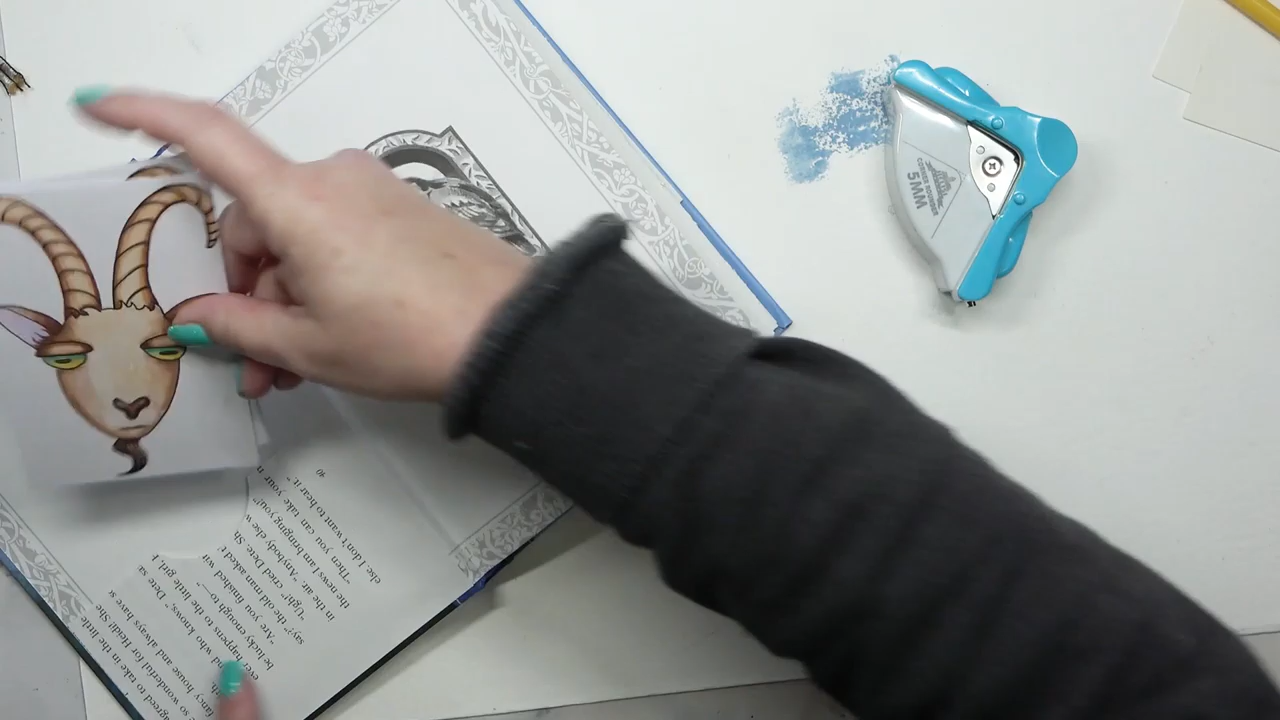 agreed to take in the little
so wonderful for Heidi! She
fancy house and always have
and who knows," Dete
ever happens to the little girl, I
be lucky enough to—"
"Are you finished
say?" the old man asked.
"Ugh!" cried Dete.
in the air. "Anybody else
the news I am bringing you!"
"Then you can take your
else. I don't want to hear it."
40
CORNER ROUNDER
5MM